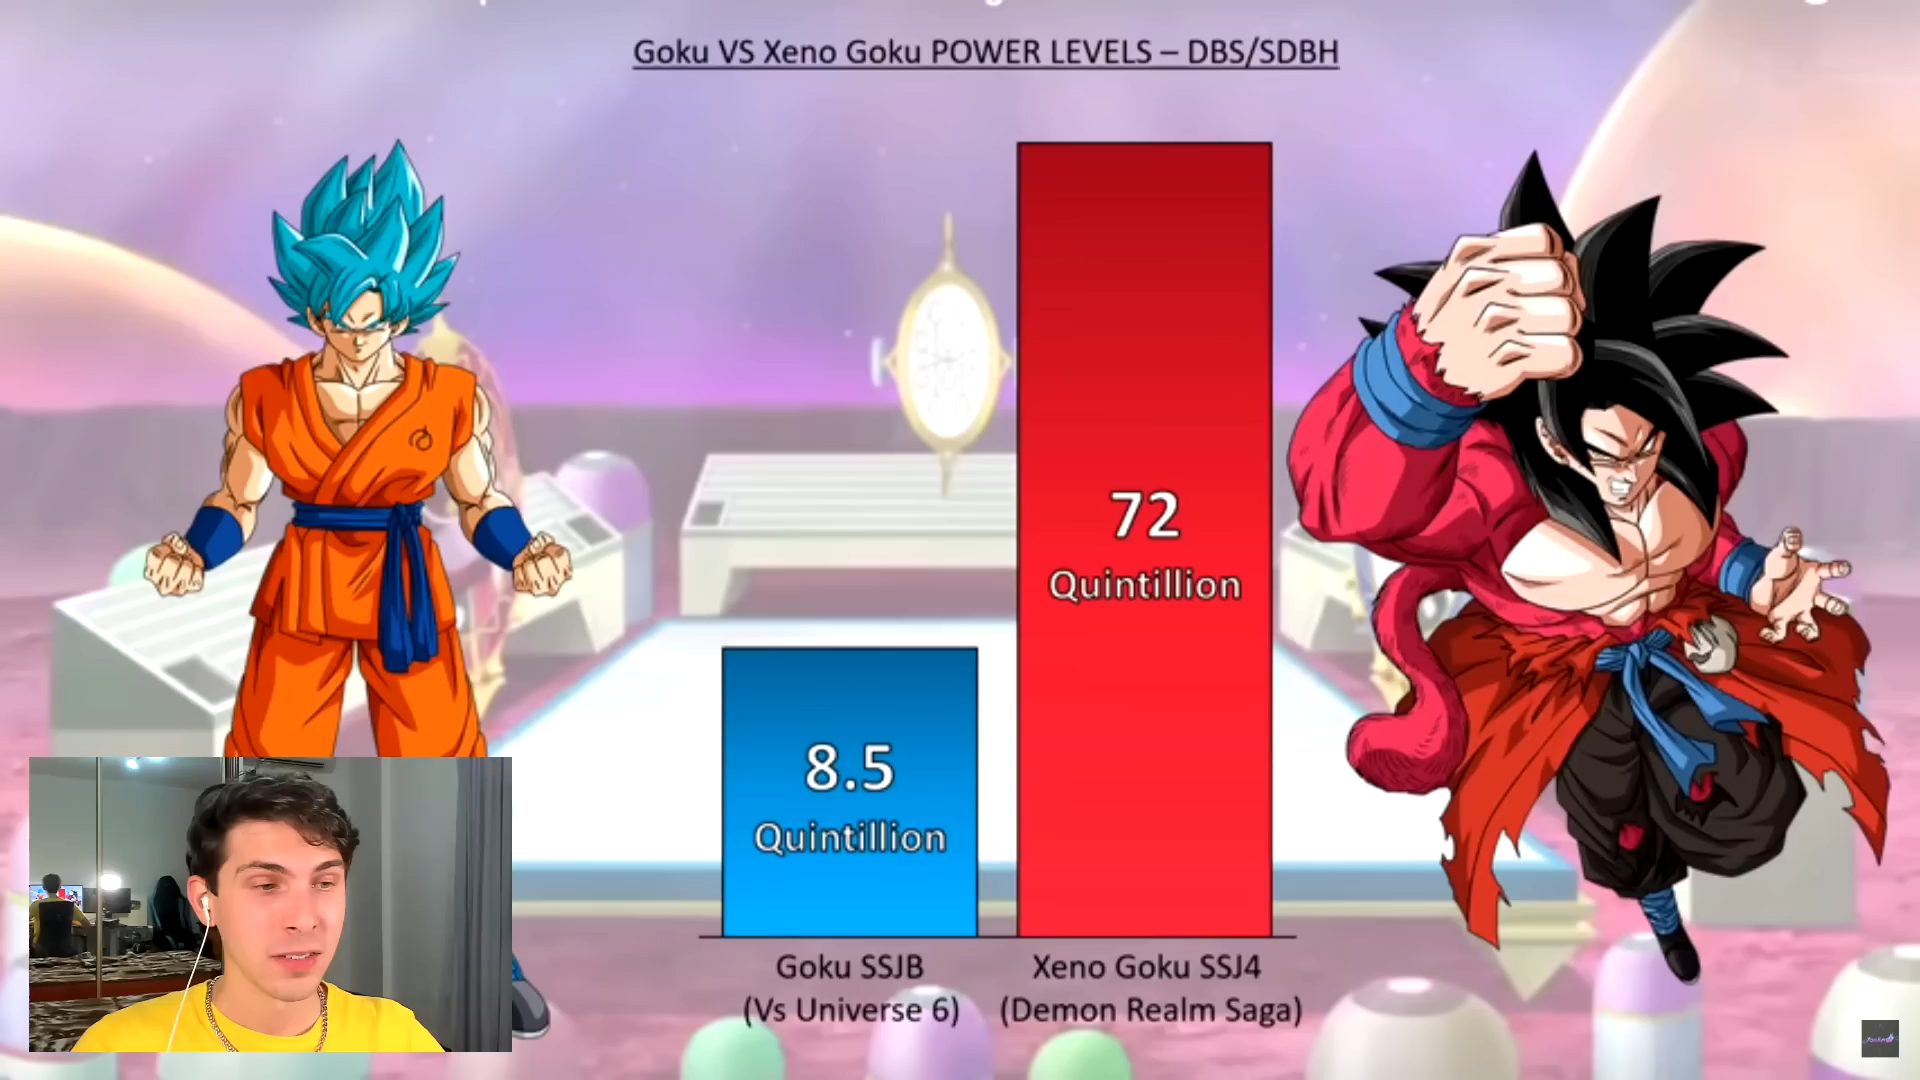 Goku VS Xeno Goku POWER LEVELS – DBS/SDBH
72
Quintillion
8.5
Quintillion
Goku SSJB
(Vs Universe 6)
Xeno Goku SSJ4
(Demon Realm Saga)